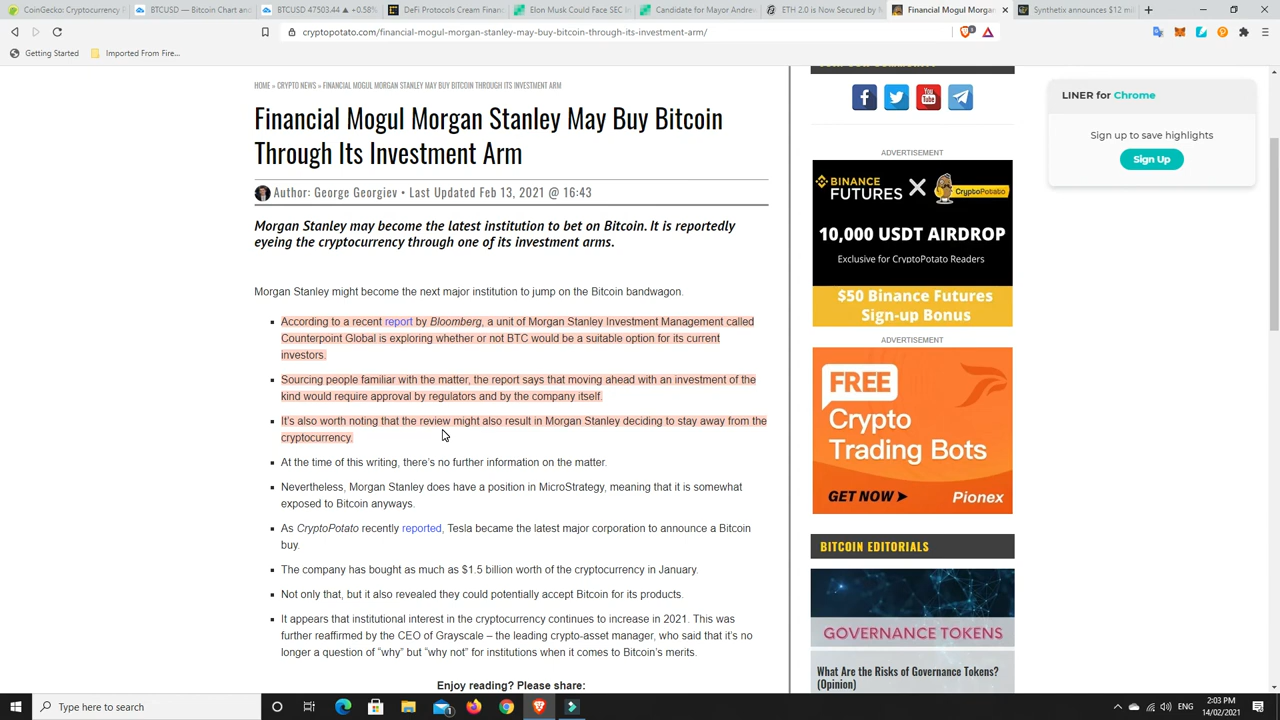 CoinGecko: Cryptocurrency Pri
BTCUSD — Bitcoin Chart and
BTCUSD 47503.44 ▲ +0.58%
DeFi Protocols Cream Financ
Elon Musk Could Face SEC In
Candidate for Mayor Andrew
ETH 2.0 is Now Secured by N
Financial Mogul Morgan
Synthetix announces $12 mil
cryptopotato.com/financial-mogul-morgan-stanley-may-buy-bitcoin-through-its-investment-arm/
Getting Started
Imported From Fire...
HOME » CRYPTO NEWS » FINANCIAL MOGUL MORGAN STANLEY MAY BUY BITCOIN THROUGH ITS INVESTMENT ARM
Financial Mogul Morgan Stanley May Buy Bitcoin
Through Its Investment Arm
Author: George Georgiev • Last Updated Feb 13, 2021 @ 16:43
Morgan Stanley may become the latest institution to bet on Bitcoin. It is reportedly
eyeing the cryptocurrency through one of its investment arms.
Morgan Stanley might become the next major institution to jump on the Bitcoin bandwagon.
According to a recent report by Bloomberg, a unit of Morgan Stanley Investment Management called
Counterpoint Global is exploring whether or not BTC would be a suitable option for its current
investors.
Sourcing people familiar with the matter, the report says that moving ahead with an investment of the
kind would require approval by regulators and by the company itself.
It's also worth noting that the review might also result in Morgan Stanley deciding to stay away from the
cryptocurrency.
At the time of this writing, there's no further information on the matter.
Nevertheless, Morgan Stanley does have a position in MicroStrategy, meaning that it is somewhat
exposed to Bitcoin anyways.
As CryptoPotato recently reported, Tesla became the latest major corporation to announce a Bitcoin
buy.
The company has bought as much as $1.5 billion worth of the cryptocurrency in January.
Not only that, but it also revealed they could potentially accept Bitcoin for its products.
It appears that institutional interest in the cryptocurrency continues to increase in 2021. This was
further reaffirmed by the CEO of Grayscale – the leading crypto-asset manager, who said that it's no
longer a question of "why" but "why not" for institutions when it comes to Bitcoin's merits.
Enjoy reading? Please share:
You Tube
ADVERTISEMENT
BINANCE
FUTURES
X
CryptoPotato
10,000 USDT AIRDROP
Exclusive for CryptoPotato Readers
$50 Binance Futures
Sign-up Bonus
ADVERTISEMENT
FREE
Crypto
Trading Bots
GET NOW ➤
Pionex
BITCOIN EDITORIALS
GOVERNANCE TOKENS
What Are the Risks of Governance Tokens?
(Opinion)
LINER for Chrome
Sign up to save highlights
Sign Up
Type here to search
ENG
2:03 PM
14/02/2021